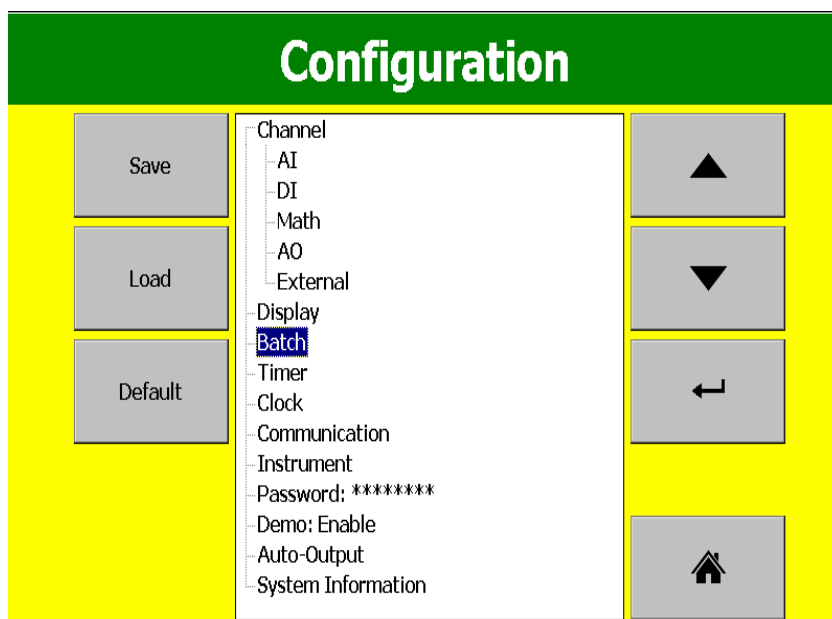 Configuration
Save
Load
Default
Channel
AI
DI
Math
AO
External
Display
Batch
Timer
Clock
Communication
Instrument
Password: ********
Demo: Enable
Auto-Output
System Information